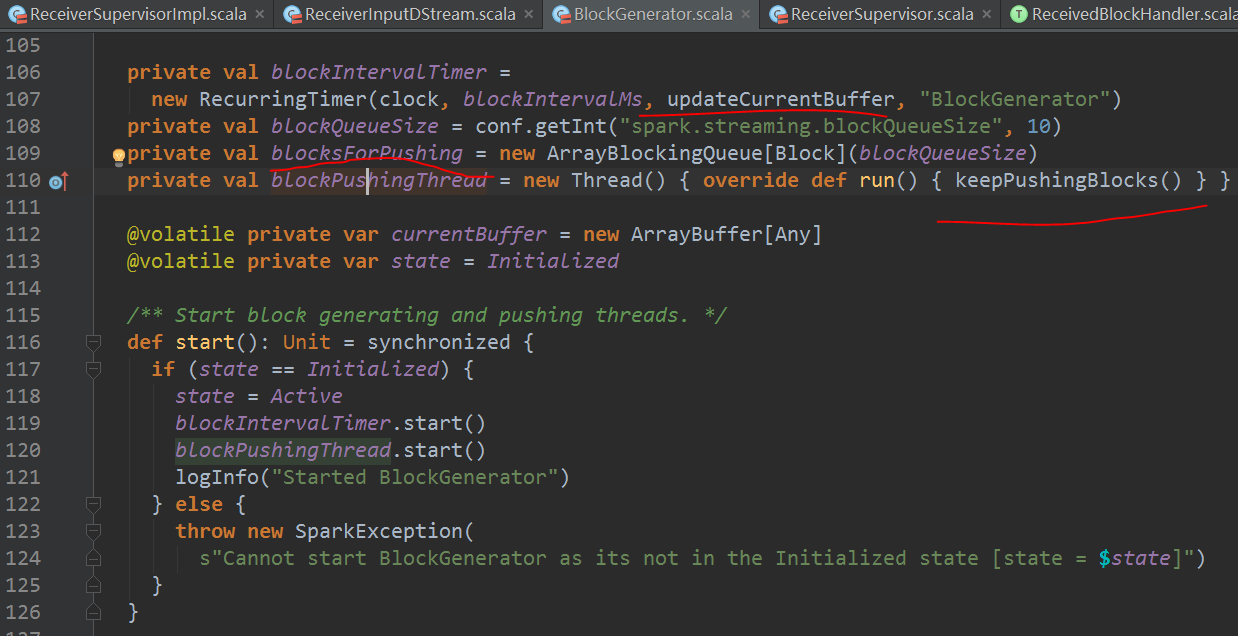 ReceiverSupervisorImpl.scala × ReceiverInputDStream.scala × BlockGenerator.scala × ReceiverSupervisor.scala × ReceivedBlockHandler.scala
105
106 private val blockIntervalTimer =
107 new RecurringTimer(clock, blockIntervalMs, updateCurrentBuffer, "BlockGenerator")
108 private val blockQueueSize = conf.getInt("spark.streaming.blockQueueSize", 10)
109 private val blocksForPushing = new ArrayBlockingQueue[Block](blockQueueSize)
110 private val blockPushingThread = new Thread() { override def run() { keepPushingBlocks() } }
111
112 @volatile private var currentBuffer = new ArrayBuffer[Any]
113 @volatile private var state = Initialized
114
115 /** Start block generating and pushing threads. */
116 def start(): Unit = synchronized {
117 if (state == Initialized) {
118 state = Active
119 blockIntervalTimer.start()
120 blockPushingThread.start()
121 logInfo("Started BlockGenerator")
122 } else {
123 throw new SparkException(
124 s"Cannot start BlockGenerator as its not in the Initialized state [state = $state]")
125 }
126 }